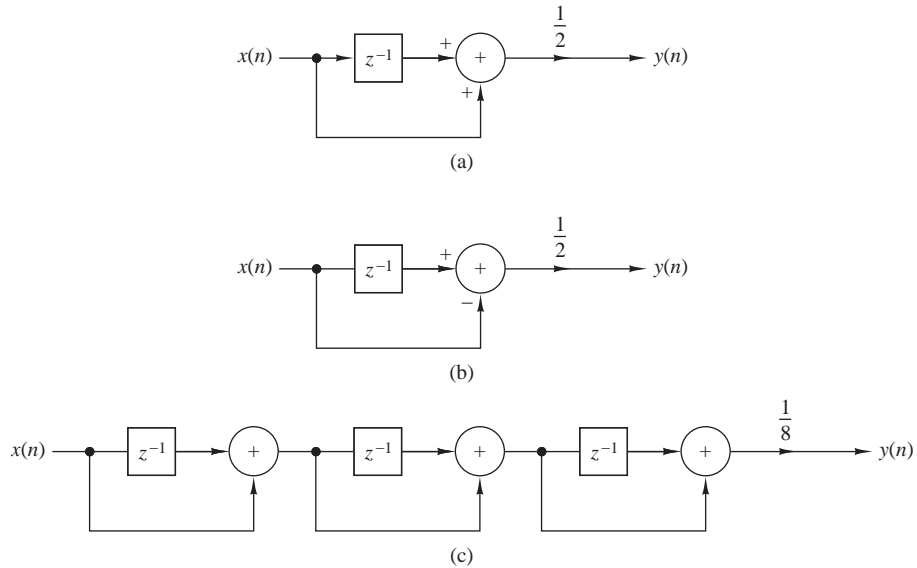 1
2
x(n) z⁻¹ + + + y(n)
(a)
1
2
x(n) z⁻¹ + + − y(n)
(b)
1
8
x(n) z⁻¹ + z⁻¹ + z⁻¹ + y(n)
(c)